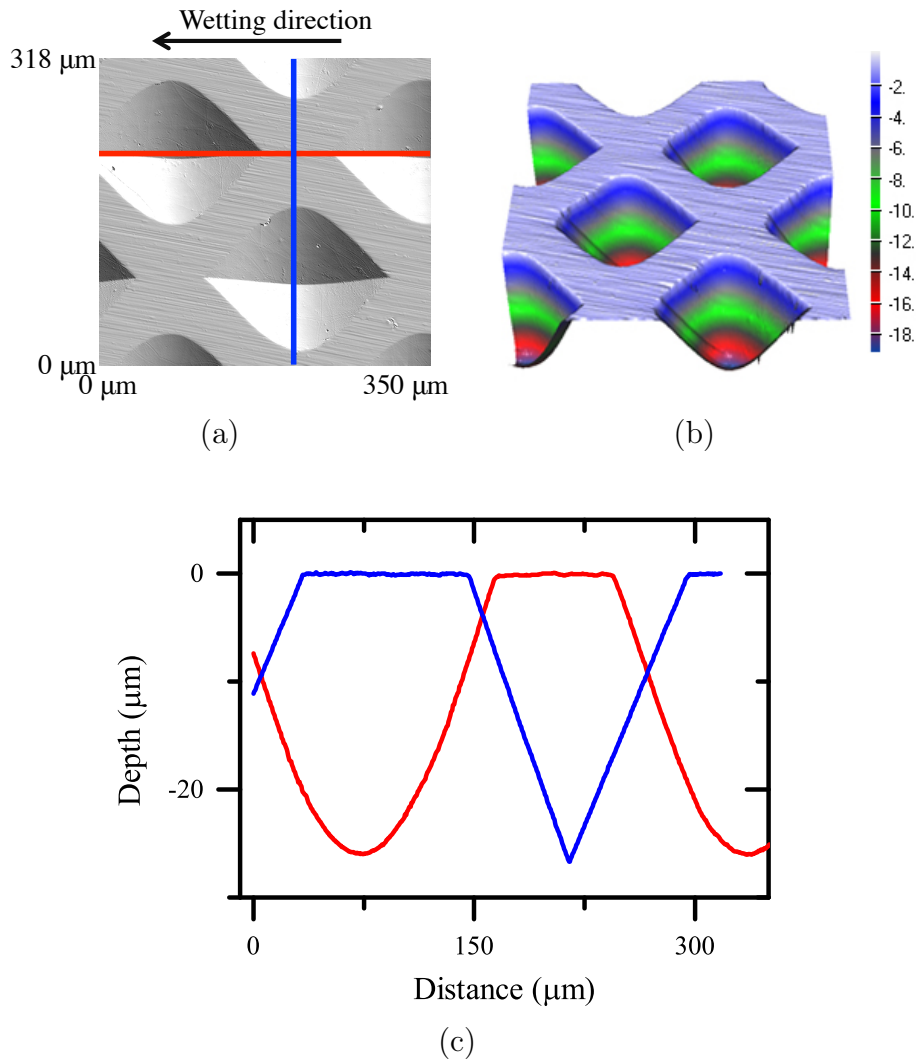 Wetting direction
318 μm
0 μm
0 μm
350 μm
-2.
-4.
-6.
-8.
-10.
-12.
-14.
-16.
-18.
(a)
(b)
0
-20
Depth (μm)
0
150
300
Distance (μm)
(c)